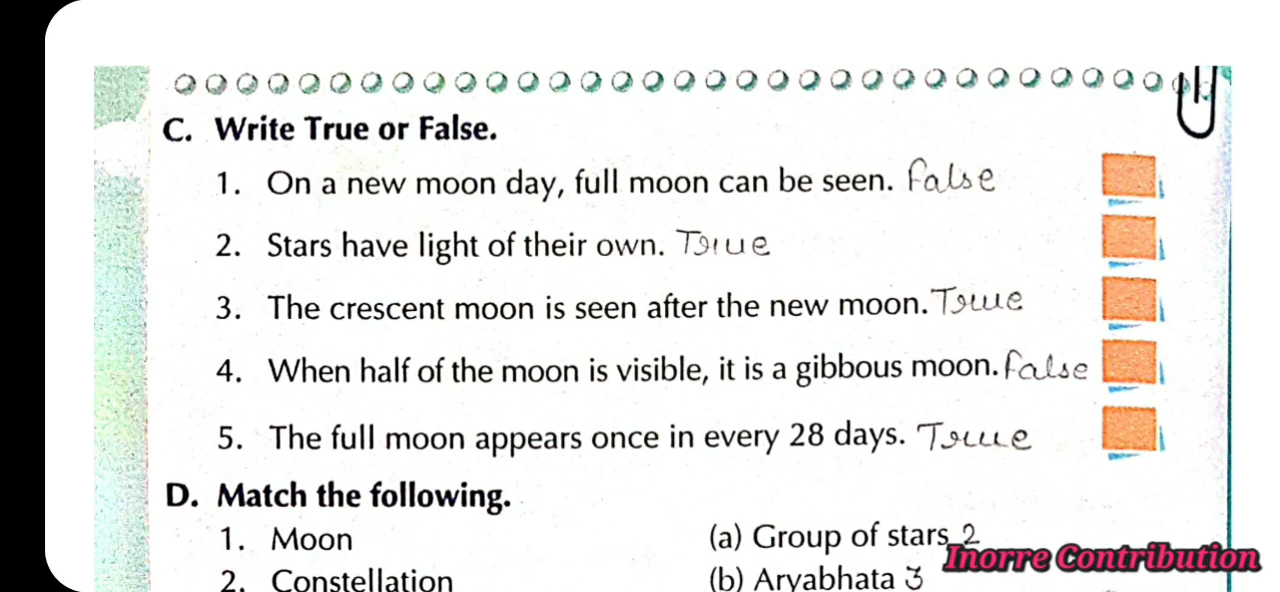 C. Write True or False.
1. On a new moon day, full moon can be seen. False
2. Stars have light of their own. True
3. The crescent moon is seen after the new moon. True
4. When half of the moon is visible, it is a gibbous moon. False
5. The full moon appears once in every 28 days. True
D. Match the following.
1. Moon (a) Group of stars 2
Inorre Contribution
2. Constellation (b) Aryabhata 3